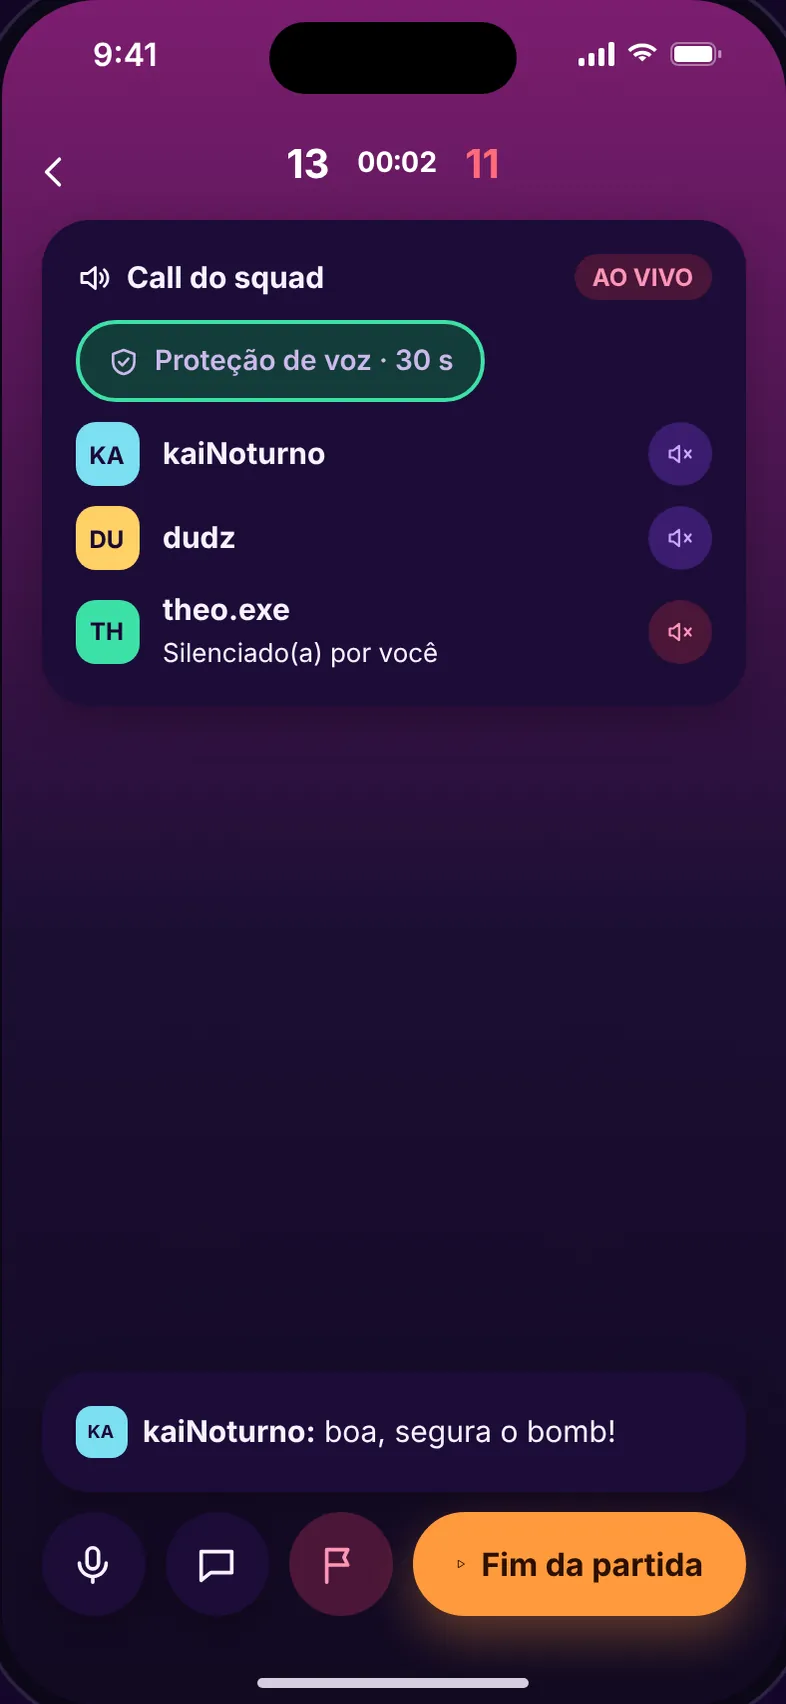 9:41
13 00:02 11
Call do squad AO VIVO
Proteção de voz · 30 s
KA kaiNoturno
DU dudz
TH theo.exe
Silenciado(a) por você
KA kaiNoturno: boa, segura o bomb!
Fim da partida